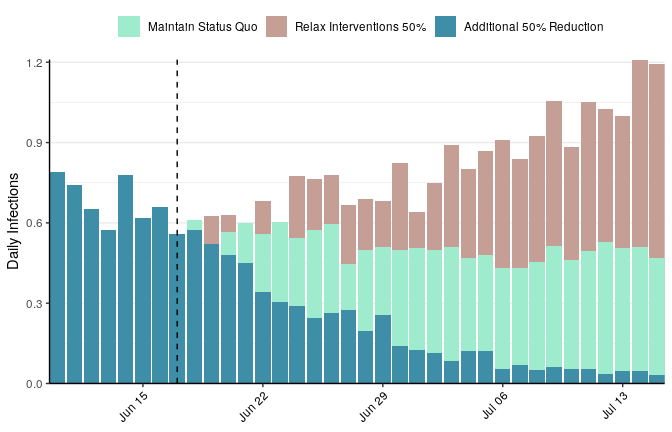 Maintain Status Quo Relax Interventions 50% Additional 50% Reduction
1.2
0.9
0.6
0.3
0.0
Daily Infections
Jun 15 Jun 22 Jun 29 Jul 06 Jul 13